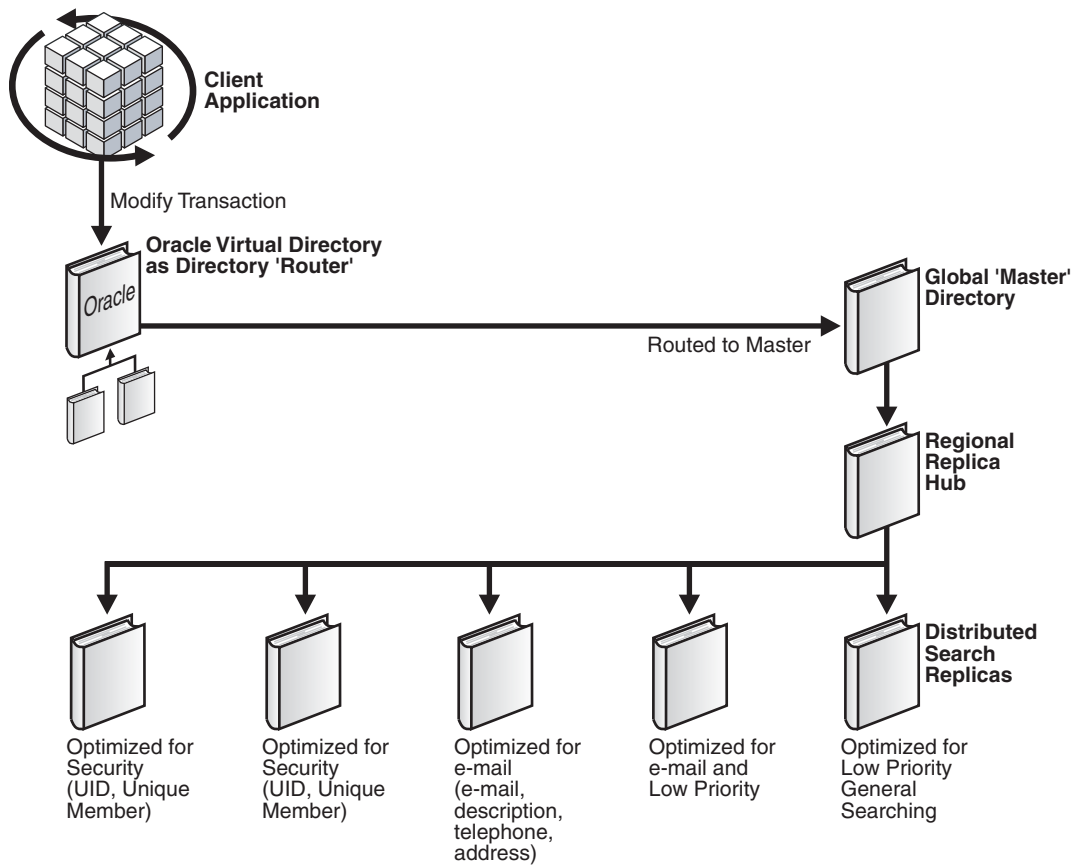 Client
Application
Modify Transaction
Oracle Virtual Directory
as Directory 'Router'
Oracle
Global 'Master'
Directory
Routed to Master
Regional
Replica
Hub
Distributed
Search
Replicas
Optimized for
Security
(UID, Unique
Member)
Optimized for
Security
(UID, Unique
Member)
Optimized for
e-mail
(e-mail,
description,
telephone,
address)
Optimized for
e-mail and
Low Priority
Optimized for
Low Priority
General
Searching